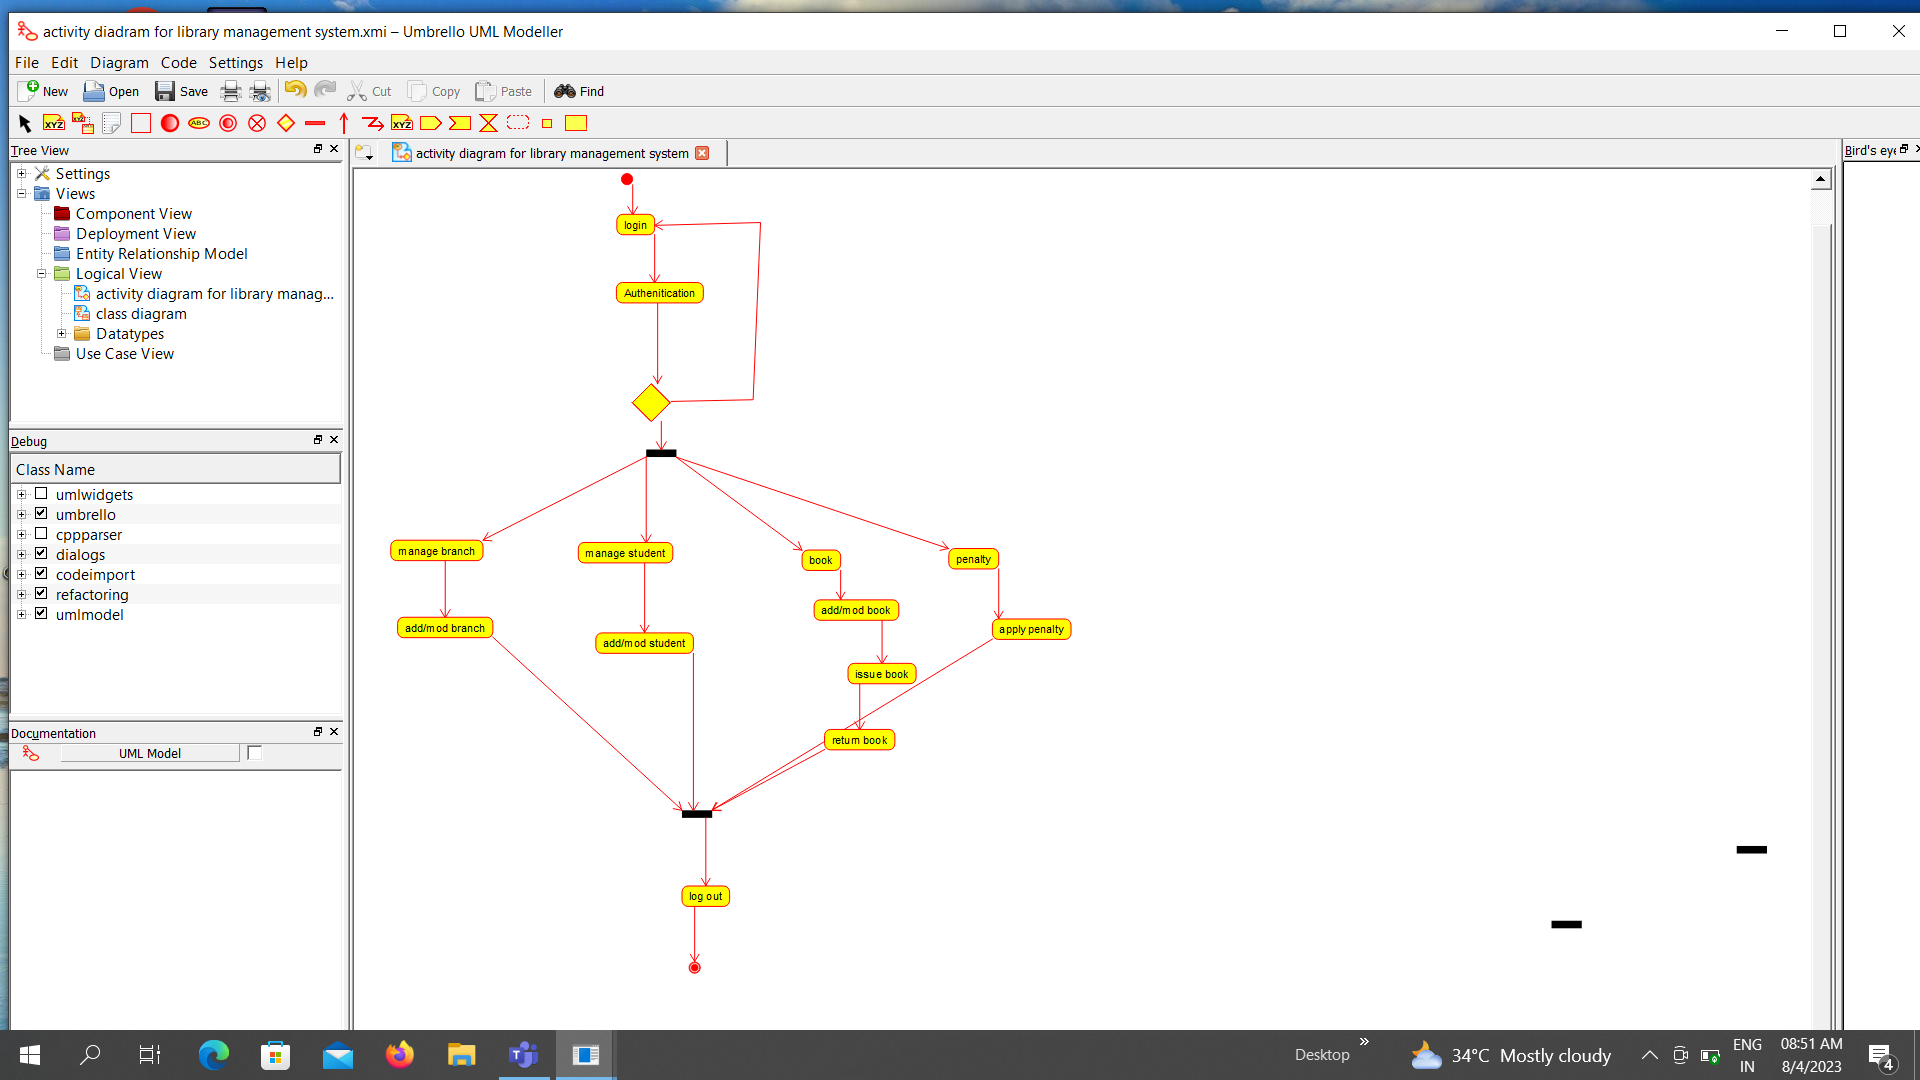 activity diagram for library management system.xmi – Umbrello UML Modeller
File Edit Diagram Code Settings Help
New Open Save Cut Copy Paste Find
XYZ XYZ ABC XYZ
Tree View
Settings
Views
Component View
Deployment View
Entity Relationship Model
Logical View
activity diagram for library manag...
class diagram
Datatypes
Use Case View
Debug
Class Name
umlwidgets
umbrello
cppparser
dialogs
codeimport
refactoring
umlmodel
Documentation
UML Model
activity diagram for library management system
Bird's eye
login
Authenitication
manage branch
manage student
book
penalty
add/mod branch
add/mod student
add/mod book
apply penalty
issue book
return book
log out
Desktop
34°C Mostly cloudy
ENG
IN
08:51 AM
8/4/2023
4